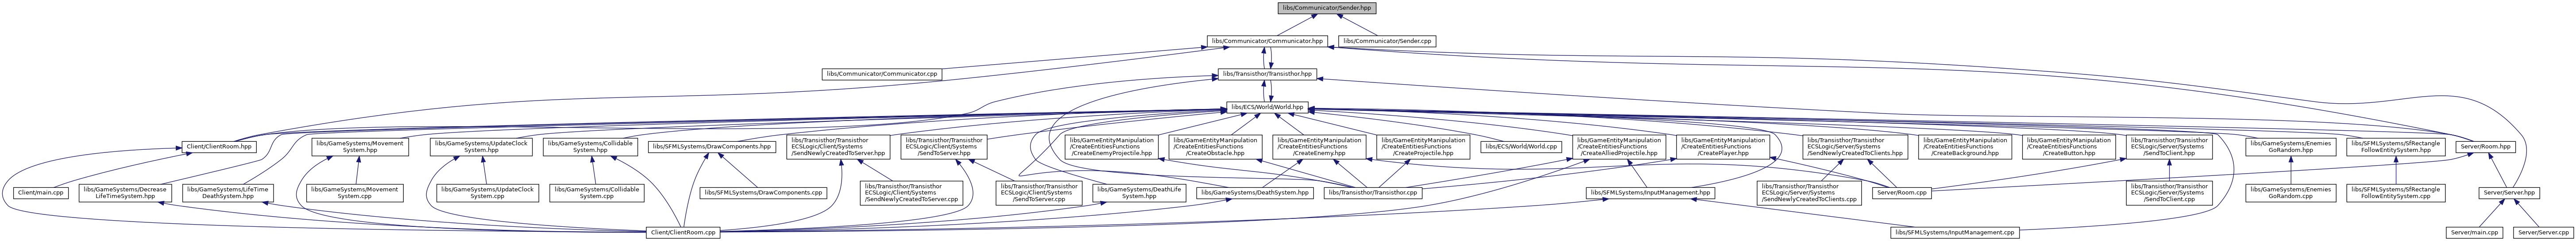 libs/Communicator/Sender.hpp
libs/Communicator/Communicator.hpp
libs/Communicator/Sender.cpp
libs/Communicator/Communicator.cpp
libs/Transisthor/Transisthor.hpp
libs/ECS/World/World.hpp
Client/ClientRoom.hpp
libs/GameSystems/Movement
System.hpp
libs/GameSystems/UpdateClock
System.hpp
libs/GameSystems/Collidable
System.hpp
libs/SFMLSystems/DrawComponents.hpp
libs/Transisthor/Transisthor
ECSLogic/Client/Systems
/SendNewlyCreatedToServer.hpp
libs/Transisthor/Transisthor
ECSLogic/Client/Systems
/SendToServer.hpp
libs/GameEntityManipulation
/CreateEntitiesFunctions
/CreateEnemyProjectile.hpp
libs/GameEntityManipulation
/CreateEntitiesFunctions
/CreateObstacle.hpp
libs/GameEntityManipulation
/CreateEntitiesFunctions
/CreateEnemy.hpp
libs/GameEntityManipulation
/CreateEntitiesFunctions
/CreateProjectile.hpp
libs/ECS/World/World.cpp
libs/GameEntityManipulation
/CreateEntitiesFunctions
/CreateAlliedProjectile.hpp
libs/GameEntityManipulation
/CreateEntitiesFunctions
/CreatePlayer.hpp
libs/Transisthor/Transisthor
ECSLogic/Server/Systems
/SendNewlyCreatedToClients.hpp
libs/GameEntityManipulation
/CreateEntitiesFunctions
/CreateBackground.hpp
libs/GameEntityManipulation
/CreateEntitiesFunctions
/CreateButton.hpp
libs/Transisthor/Transisthor
ECSLogic/Server/Systems
/SendToClient.hpp
libs/GameSystems/Enemies
GoRandom.hpp
libs/SFMLSystems/SfRectangle
FollowEntitySystem.hpp
Server/Room.hpp
Client/main.cpp
libs/GameSystems/Decrease
LifeTimeSystem.hpp
libs/GameSystems/LifeTime
DeathSystem.hpp
libs/GameSystems/Movement
System.cpp
libs/GameSystems/UpdateClock
System.cpp
libs/GameSystems/Collidable
System.cpp
libs/SFMLSystems/DrawComponents.cpp
libs/Transisthor/Transisthor
ECSLogic/Client/Systems
/SendNewlyCreatedToServer.cpp
libs/Transisthor/Transisthor
ECSLogic/Client/Systems
/SendToServer.cpp
libs/GameSystems/DeathLife
System.hpp
libs/GameSystems/DeathSystem.hpp
libs/Transisthor/Transisthor.cpp
libs/SFMLSystems/InputManagement.hpp
libs/Transisthor/Transisthor
ECSLogic/Server/Systems
/SendNewlyCreatedToClients.cpp
Server/Room.cpp
libs/Transisthor/Transisthor
ECSLogic/Server/Systems
/SendToClient.cpp
libs/GameSystems/Enemies
GoRandom.cpp
libs/SFMLSystems/SfRectangle
FollowEntitySystem.cpp
Server/Server.hpp
Client/ClientRoom.cpp
libs/SFMLSystems/InputManagement.cpp
Server/main.cpp
Server/Server.cpp